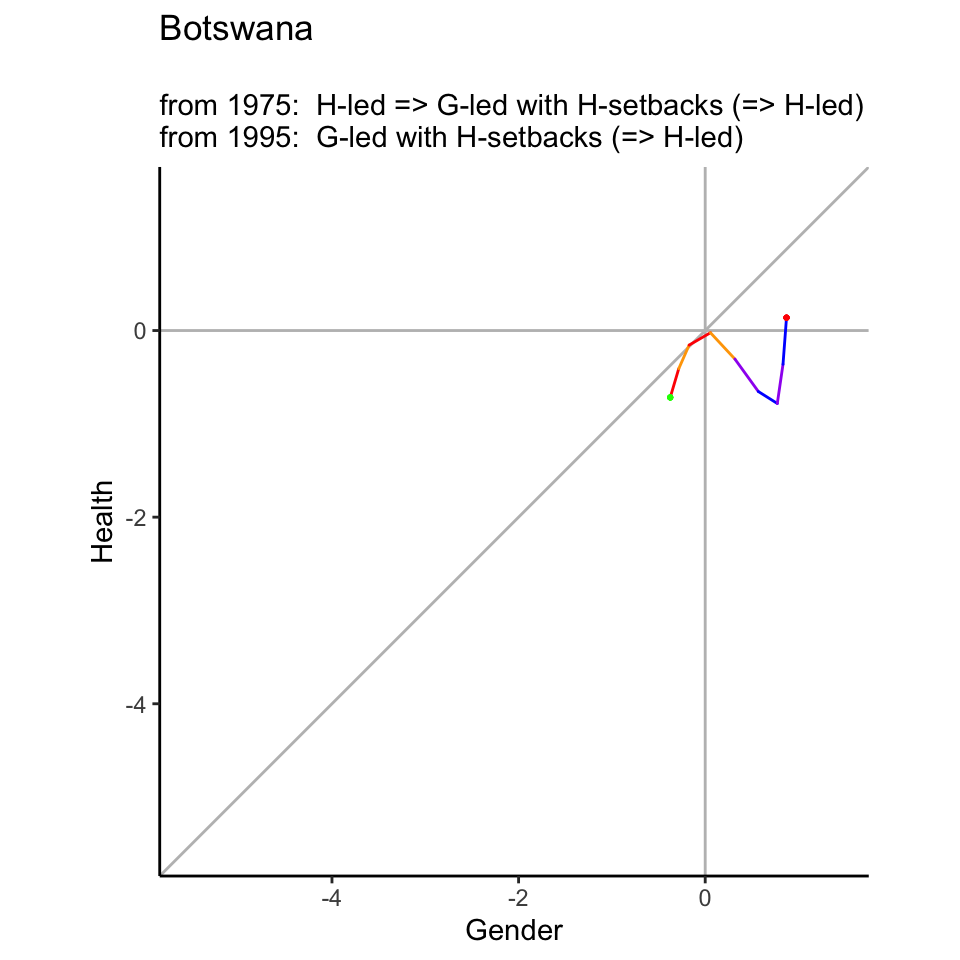 Botswana
from 1975:  H-led => G-led with H-setbacks (=> H-led)
from 1995:  G-led with H-setbacks (=> H-led)
0
-2
-4
Health
-4
-2
0
Gender